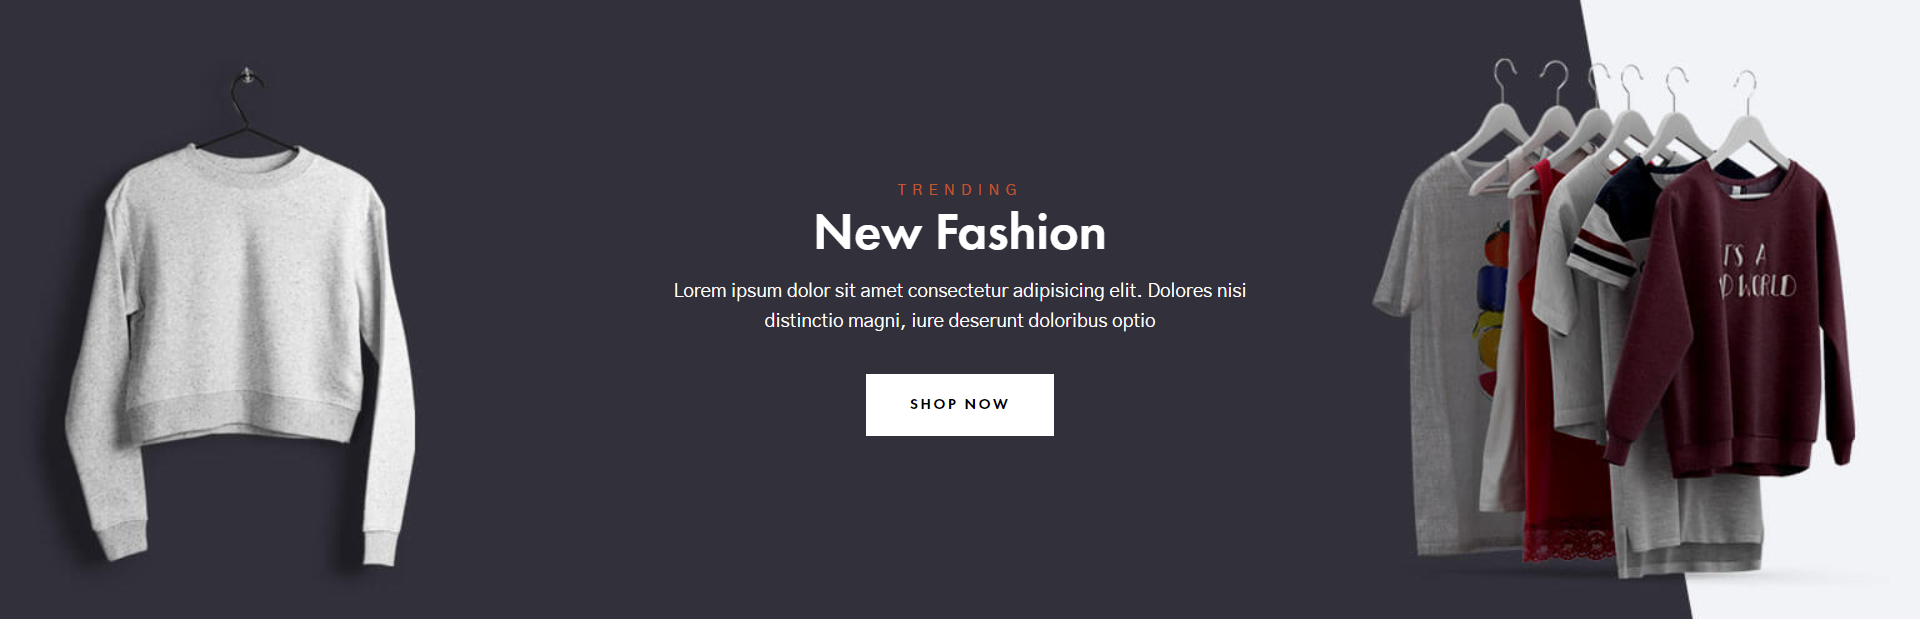 TRENDING
New Fashion
Lorem ipsum dolor sit amet consectetur adipisicing elit. Dolores nisi
distinctio magni, iure deserunt doloribus optio
SHOP NOW
IT'S A
WORLD